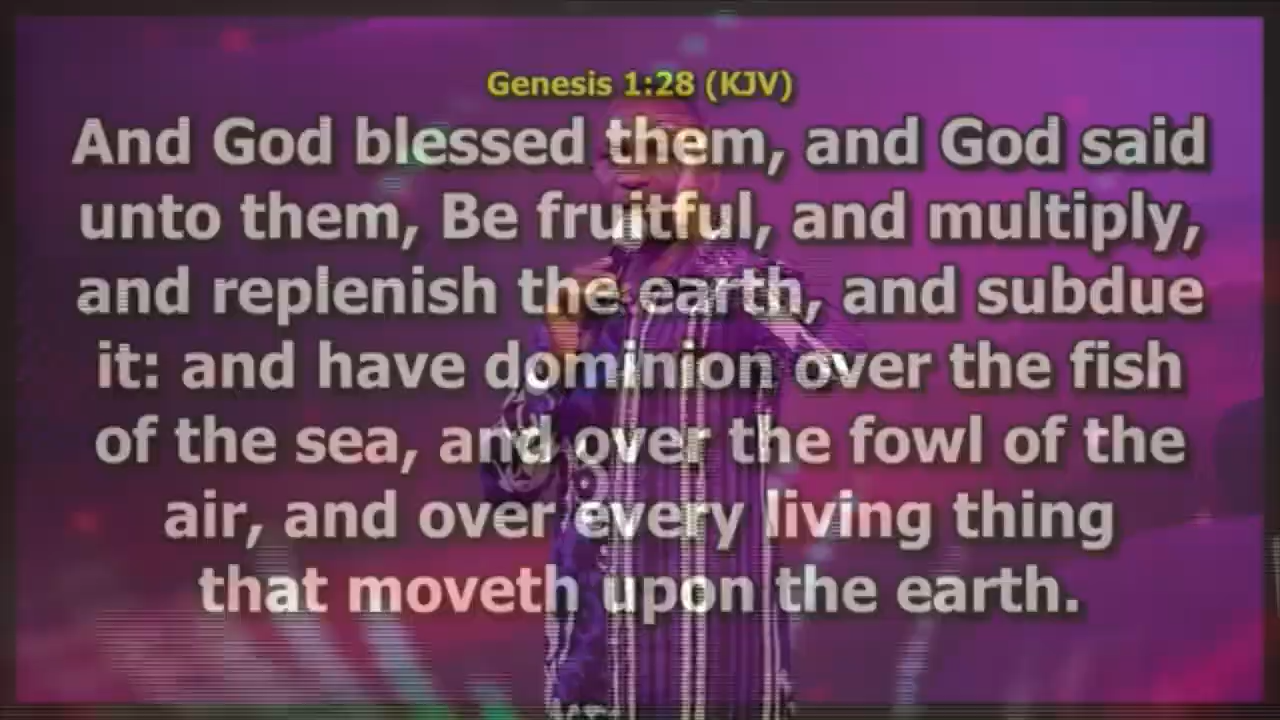 Genesis 1:28 (KJV)
And God blessed them, and God said
unto them, Be fruitful, and multiply,
and replenish the earth, and subdue
it: and have dominion over the fish
of the sea, and over the fowl of the
air, and over every living thing
that moveth upon the earth.